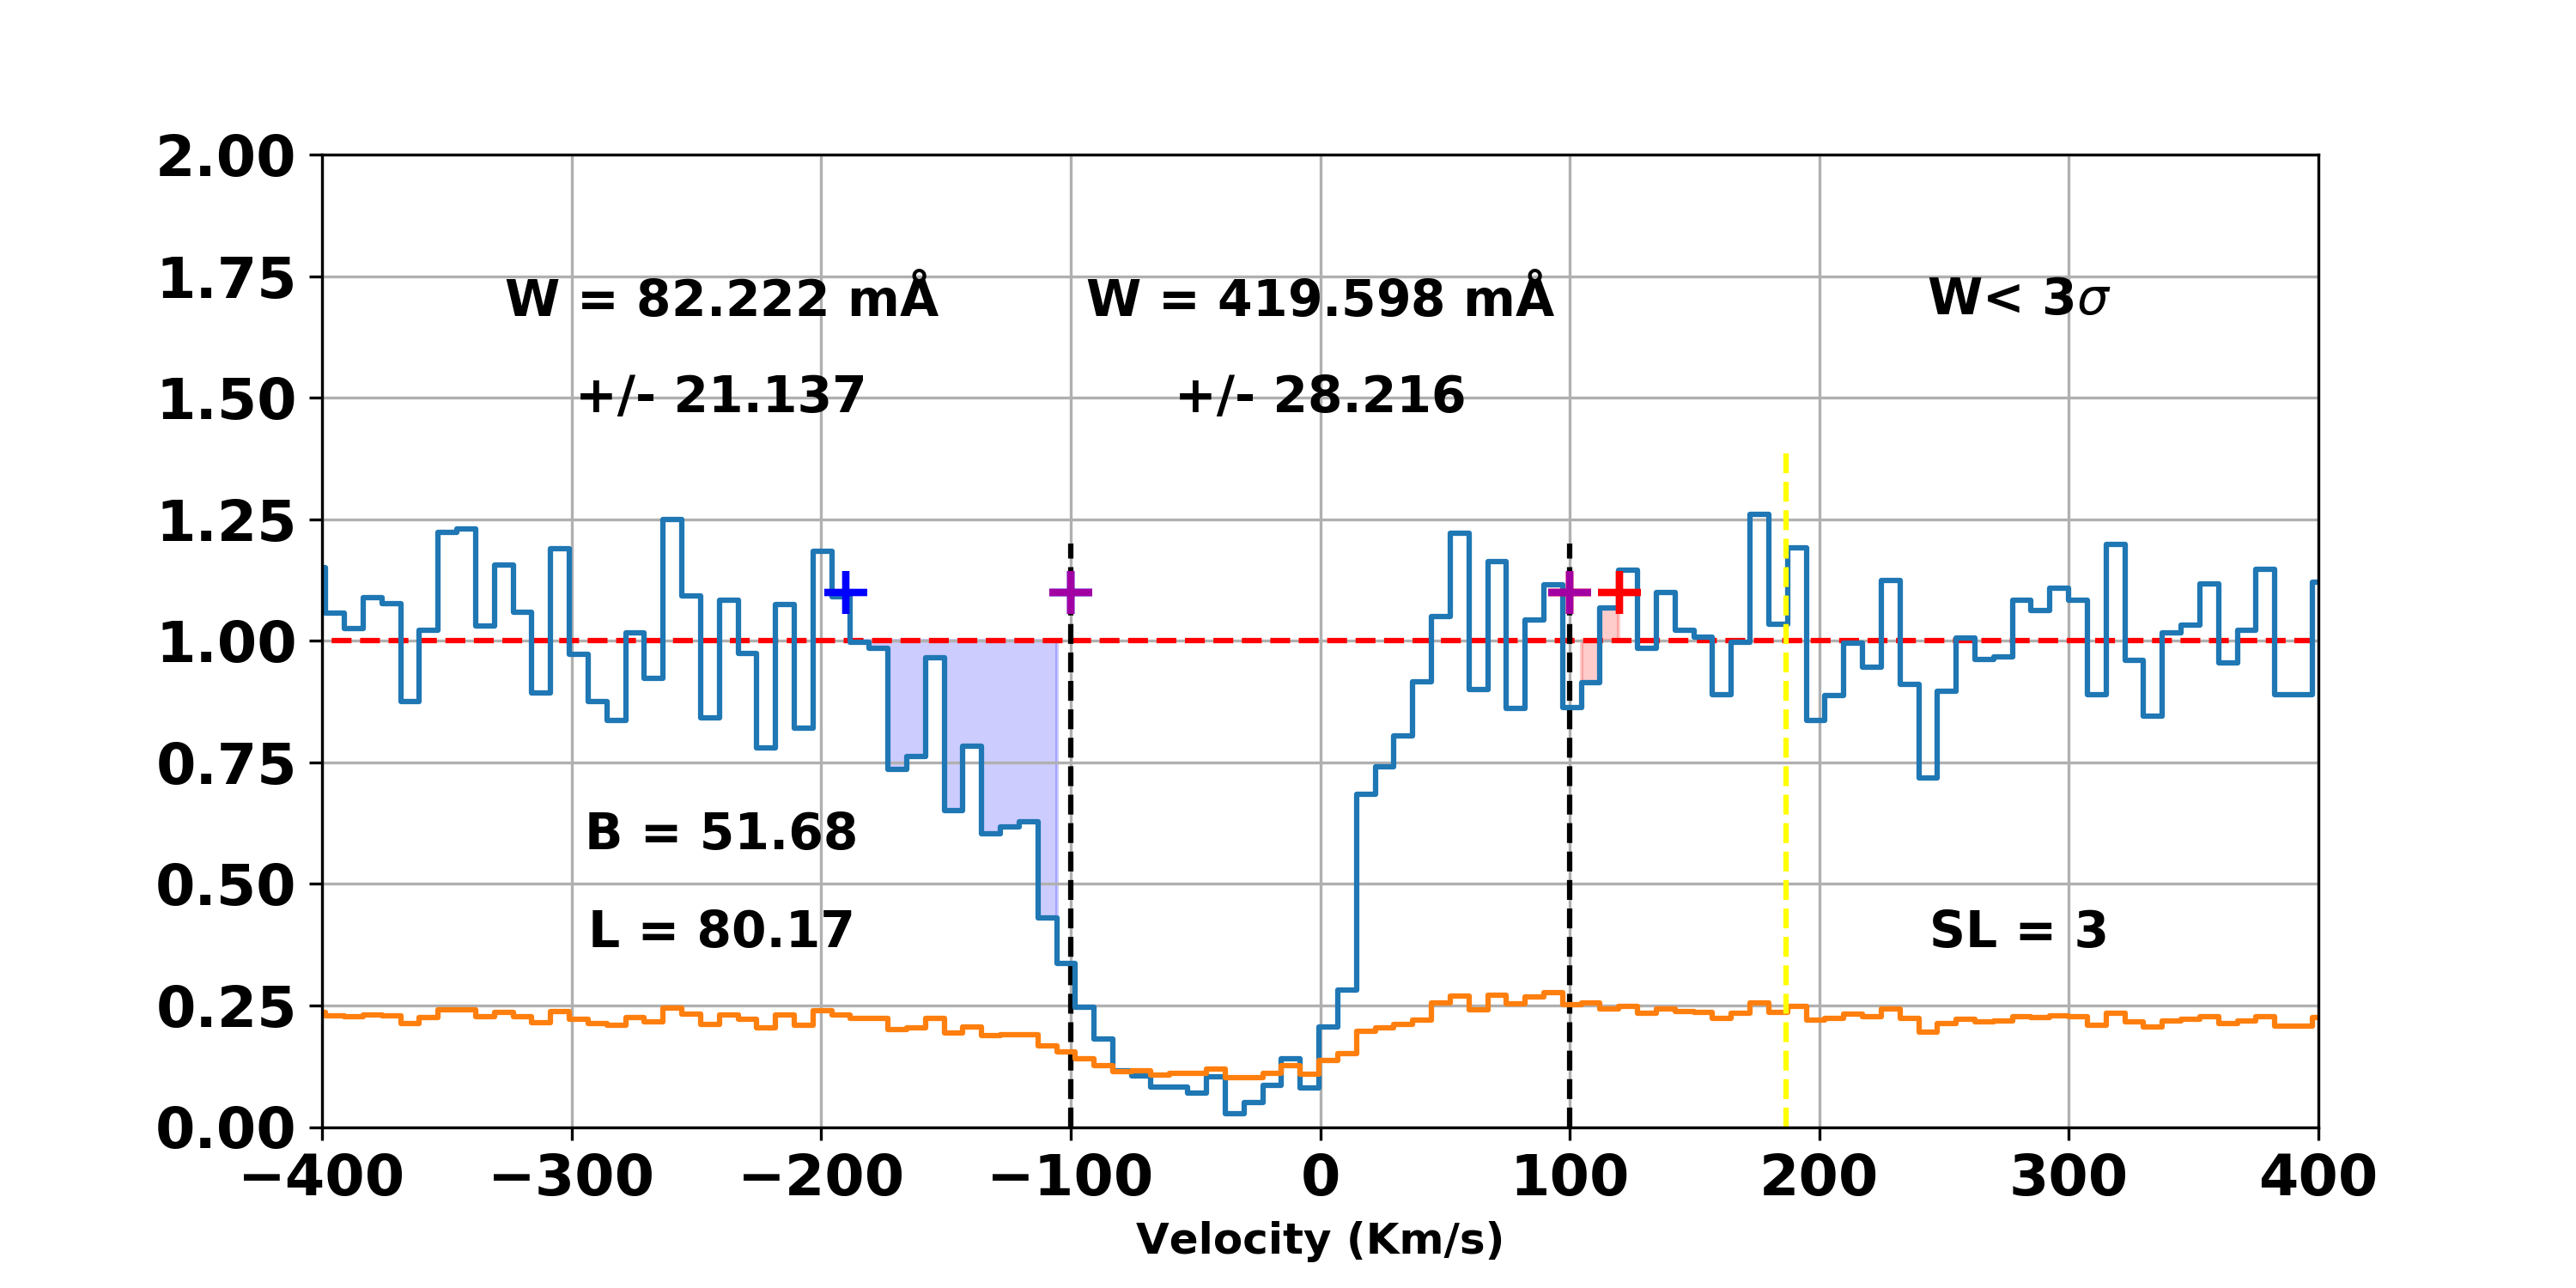 2.00
1.75
W = 82.222 mÅ W = 419.598 mÅ W< 3σ
1.50
+/- 21.137 +/- 28.216
1.25
1.00
0.75
B = 51.68
0.50
L = 80.17 SL = 3
0.25
0.00
−400 −300 −200 −100 0 100 200 300 400
Velocity (Km/s)